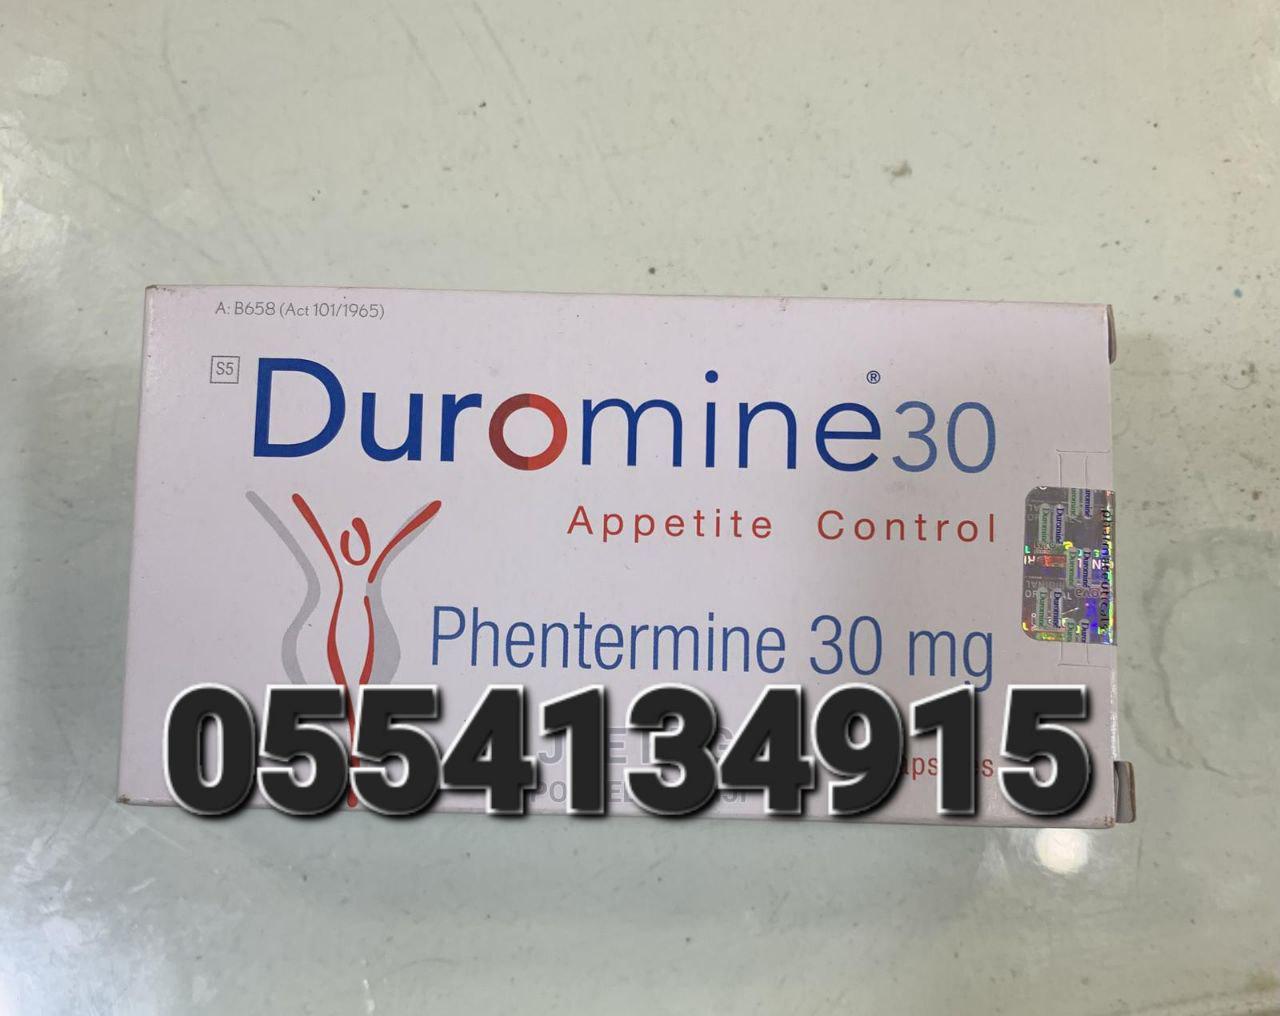 A: B658 (Act 101/1965)
S5
Duromine® 30
Appetite Control
Phentermine 30 mg
0554134915